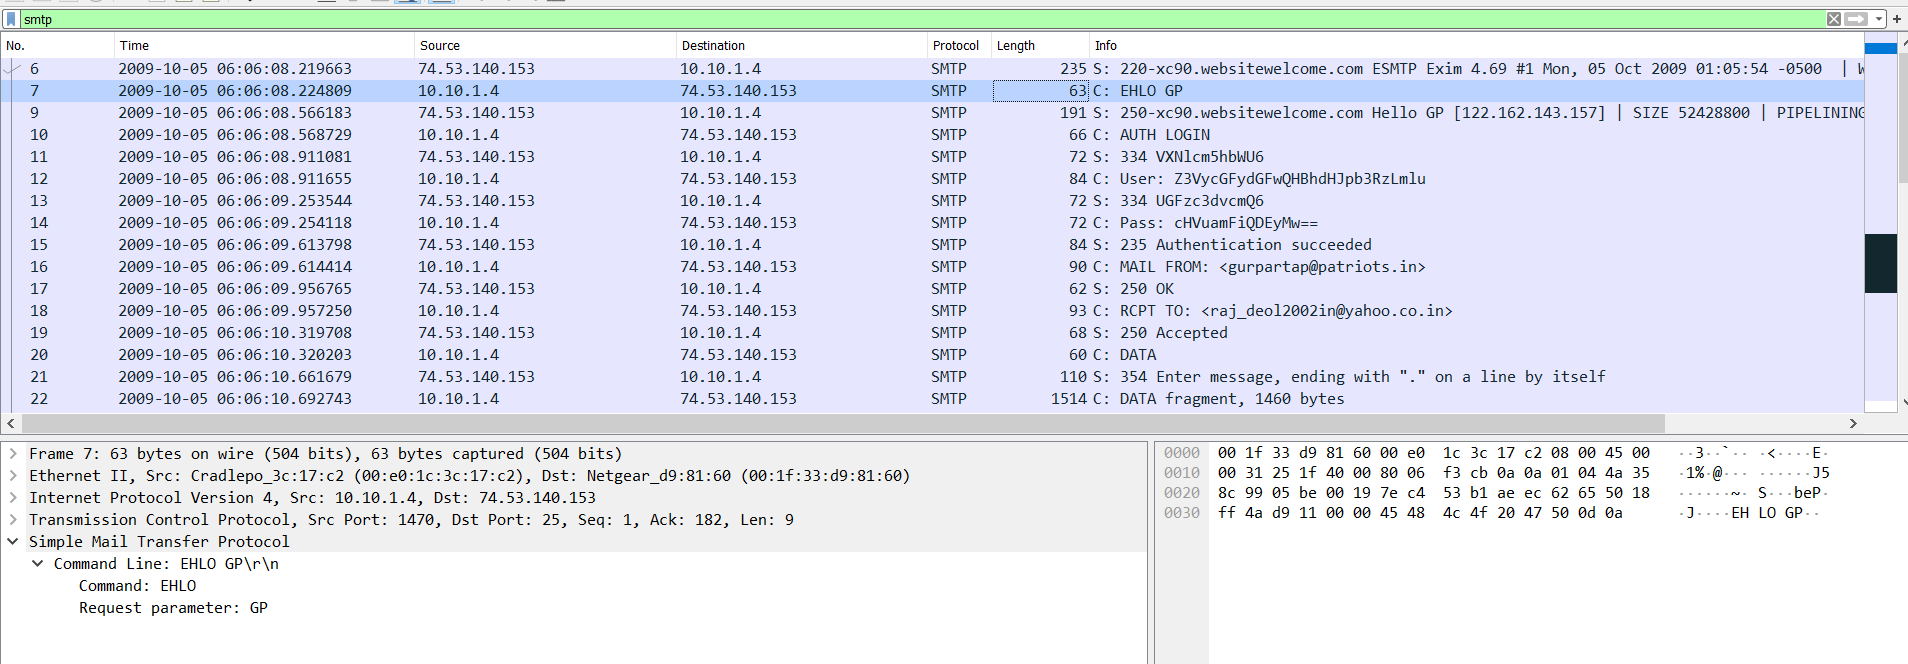 smtp
No. Time Source Destination Protocol Length Info
6 2009-10-05 06:06:08.219663 74.53.140.153 10.10.1.4 SMTP 235 S: 220-xc90.websitewelcome.com ESMTP Exim 4.69 #1 Mon, 05 Oct 2009 01:05:54 -0500 |
7 2009-10-05 06:06:08.224809 10.10.1.4 74.53.140.153 SMTP 63 C: EHLO GP
9 2009-10-05 06:06:08.566183 74.53.140.153 10.10.1.4 SMTP 191 S: 250-xc90.websitewelcome.com Hello GP [122.162.143.157] | SIZE 52428800 | PIPELINING
10 2009-10-05 06:06:08.568729 10.10.1.4 74.53.140.153 SMTP 66 C: AUTH LOGIN
11 2009-10-05 06:06:08.911081 74.53.140.153 10.10.1.4 SMTP 72 S: 334 VXNlcm5hbWU6
12 2009-10-05 06:06:08.911655 10.10.1.4 74.53.140.153 SMTP 84 C: User: Z3VycGFydGFwQHBhdHJpb3RzLmlu
13 2009-10-05 06:06:09.253544 74.53.140.153 10.10.1.4 SMTP 72 S: 334 UGFzc3dvcmQ6
14 2009-10-05 06:06:09.254118 10.10.1.4 74.53.140.153 SMTP 72 C: Pass: cHVuamFiQDEyMw==
15 2009-10-05 06:06:09.613798 74.53.140.153 10.10.1.4 SMTP 84 S: 235 Authentication succeeded
16 2009-10-05 06:06:09.614414 10.10.1.4 74.53.140.153 SMTP 90 C: MAIL FROM: <gurpartap@patriots.in>
17 2009-10-05 06:06:09.956765 74.53.140.153 10.10.1.4 SMTP 62 S: 250 OK
18 2009-10-05 06:06:09.957250 10.10.1.4 74.53.140.153 SMTP 93 C: RCPT TO: <raj_deol2002in@yahoo.co.in>
19 2009-10-05 06:06:10.319708 74.53.140.153 10.10.1.4 SMTP 68 S: 250 Accepted
20 2009-10-05 06:06:10.320203 10.10.1.4 74.53.140.153 SMTP 60 C: DATA
21 2009-10-05 06:06:10.661679 74.53.140.153 10.10.1.4 SMTP 110 S: 354 Enter message, ending with "." on a line by itself
22 2009-10-05 06:06:10.692743 10.10.1.4 74.53.140.153 SMTP 1514 C: DATA fragment, 1460 bytes
Frame 7: 63 bytes on wire (504 bits), 63 bytes captured (504 bits)
Ethernet II, Src: Cradlepo_3c:17:c2 (00:e0:1c:3c:17:c2), Dst: Netgear_d9:81:60 (00:1f:33:d9:81:60)
Internet Protocol Version 4, Src: 10.10.1.4, Dst: 74.53.140.153
Transmission Control Protocol, Src Port: 1470, Dst Port: 25, Seq: 1, Ack: 182, Len: 9
Simple Mail Transfer Protocol
Command Line: EHLO GP\r\n
Command: EHLO
Request parameter: GP
0000 00 1f 33 d9 81 60 00 e0 1c 3c 17 c2 08 00 45 00 ··3··`·· ·<····E·
0010 00 31 25 1f 40 00 80 06 f3 cb 0a 0a 01 04 4a 35 ·1%·@··· ······J5
0020 8c 99 05 be 00 19 7e c4 53 b1 ae ec 62 65 50 18 ······~· S···beP·
0030 ff 4a d9 11 00 00 45 48 4c 4f 20 47 50 0d 0a ·J····EH LO GP··